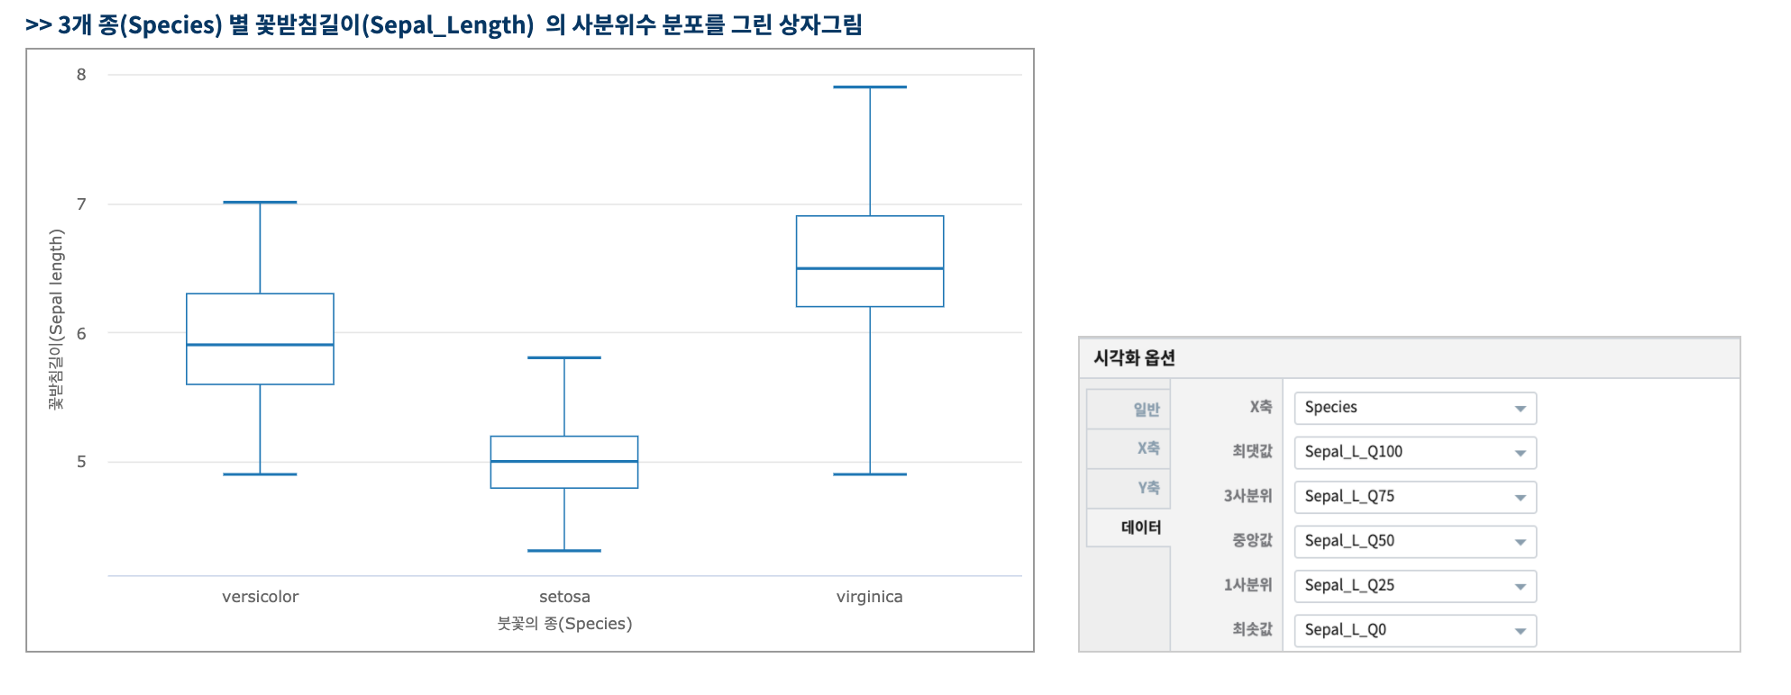 >> 3개 종(Species) 별 꽃받침길이(Sepal_Length) 의 사분위수 분포를 그린 상자그림
8
7
6
5
꽃받침길이(Sepal length)
versicolor
setosa
virginica
붓꽃의 종(Species)
시각화 옵션
일반
X축
Y축
데이터
X축
Species
최댓값
Sepal_L_Q100
3사분위
Sepal_L_Q75
중앙값
Sepal_L_Q50
1사분위
Sepal_L_Q25
최솟값
Sepal_L_Q0